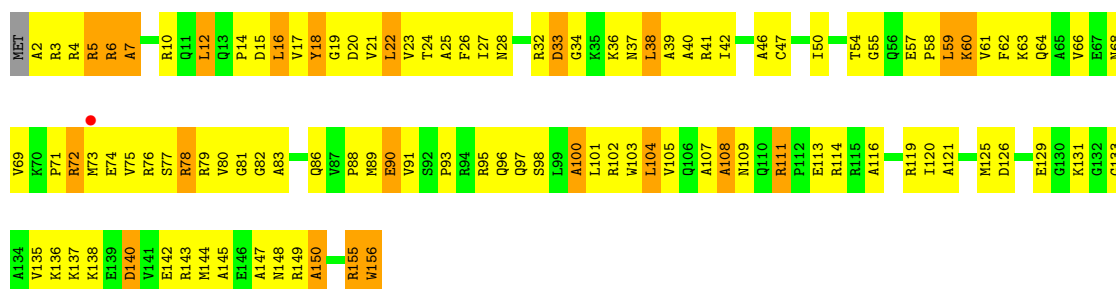 MET A2 R3 R4 R5 R6 A7 R10 Q11 L12 Q13 P14 D15 L16 V17 Y18 G19 D20 V21 L22 V23 T24 A25 F26 I27 N28 R32 D33 G34 K35 K36 N37 L38 A39 A40 R41 I42 A46 C47 I50 T54 G55 Q56 E57 P58 L59 K60 V61 F62 K63 Q64 A65 V66 E67 N68
V69 K70 P71 R72 M73 E74 V75 R76 S77 R78 R79 V80 G81 G82 A83 Q86 V87 P88 M89 E90 V91 S92 P93 R94 R95 Q96 Q97 S98 L99 A100 L101 R102 W103 L104 V105 Q106 A107 A108 N109 Q110 R111 P112 E113 R114 R115 A116 R119 I120 A121 M125 D126 E129 G130 K131 G132 G133
A134 V135 K136 K137 K138 E139 D140 V141 E142 R143 M144 A145 E146 A147 N148 R149 A150 R155 W156